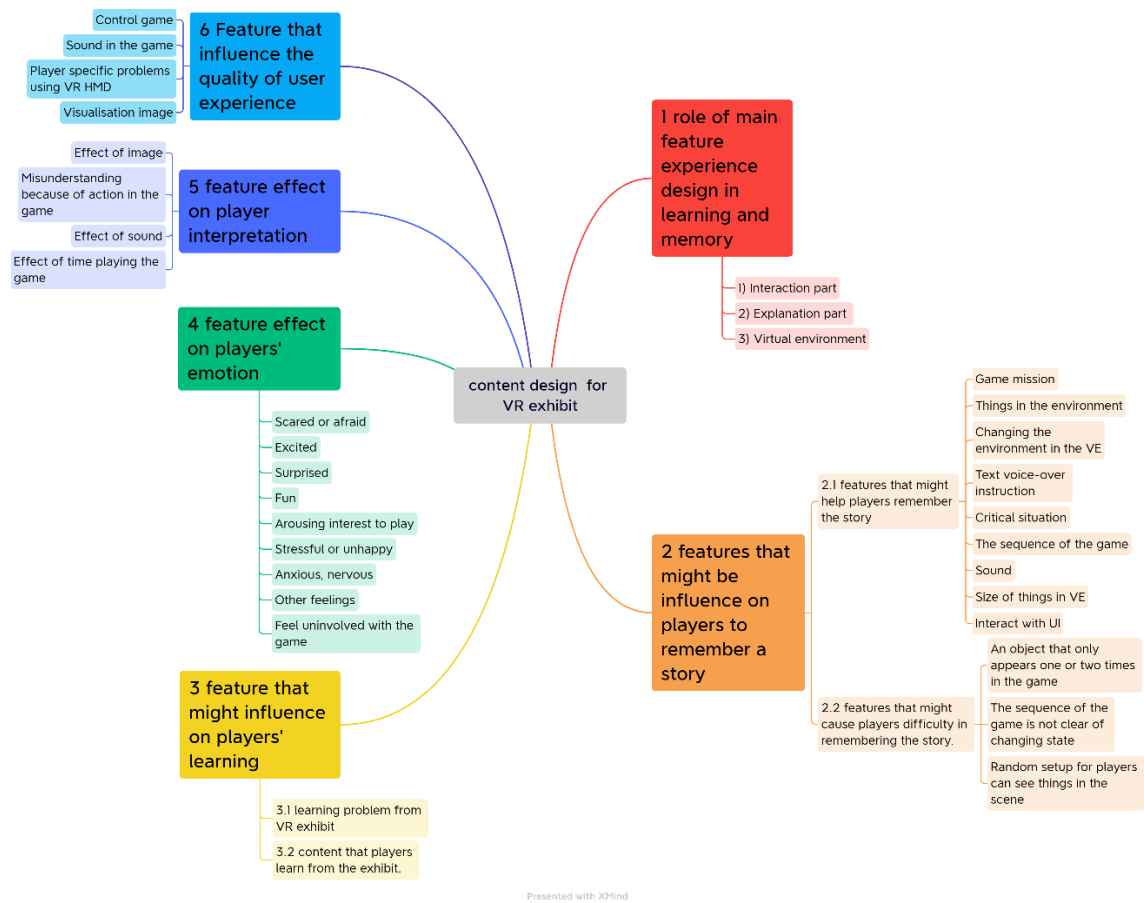 content design  for
VR exhibit
1 role of main
feature
experience
design in
learning and
memory
1) Interaction part
2) Explanation part
3) Virtual environment
2 features that
might be
influence on
players to
remember a
story
2.1 features that might
help players remember
the story
Game mission
Things in the environment
Changing the
environment in the VE
Text voice-over
instruction
Critical situation
The sequence of the game
Sound
Size of things in VE
Interact with UI
2.2 features that might
cause players difficulty in
remembering the story.
An object that only
appears one or two times
in the game
The sequence of the
game is not clear of
changing state
Random setup for players
can see things in the
scene
3 feature that
might influence
on players'
learning
3.1 learning problem from
VR exhibit
3.2 content that players
learn from the exhibit.
4 feature effect
on players'
emotion
Scared or afraid
Excited
Surprised
Fun
Arousing interest to play
Stressful or unhappy
Anxious, nervous
Other feelings
Feel uninvolved with the
game
5 feature effect
on player
interpretation
Effect of image
Misunderstanding
because of action in the
game
Effect of sound
Effect of time playing the
game
6 Feature that
influence the
quality of user
experience
Control game
Sound in the game
Player specific problems
using VR HMD
Visualisation image
Presented with XMind